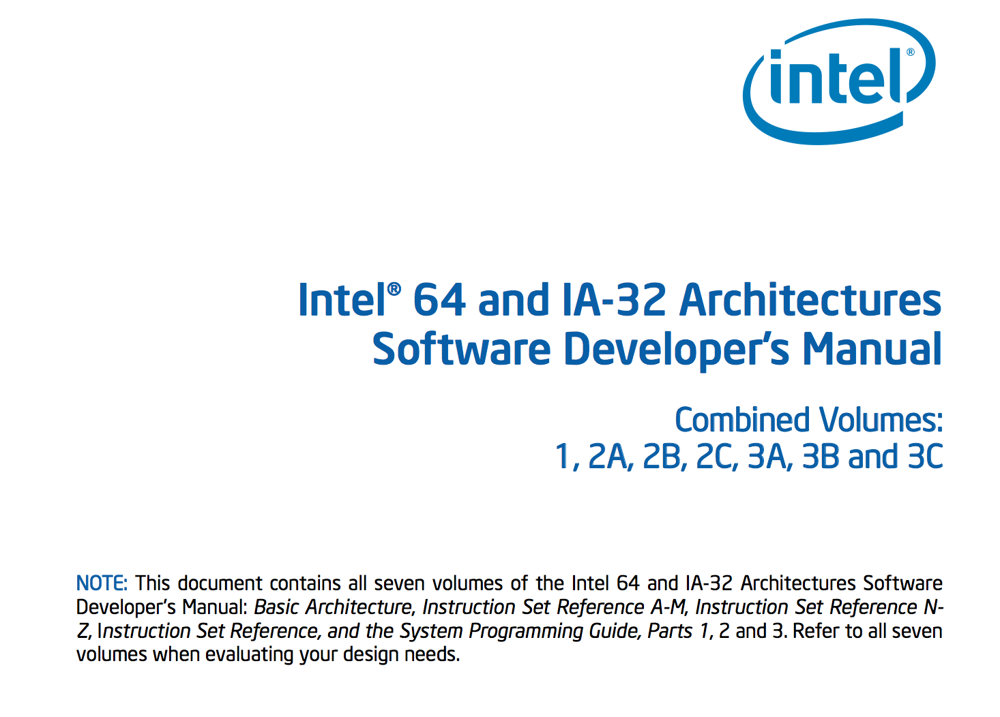 intel®
Intel® 64 and IA-32 Architectures
Software Developer’s Manual
Combined Volumes:
1, 2A, 2B, 2C, 3A, 3B and 3C
NOTE: This document contains all seven volumes of the Intel 64 and IA-32 Architectures Software
Developer’s Manual: Basic Architecture, Instruction Set Reference A-M, Instruction Set Reference N-
Z, Instruction Set Reference, and the System Programming Guide, Parts 1, 2 and 3. Refer to all seven
volumes when evaluating your design needs.